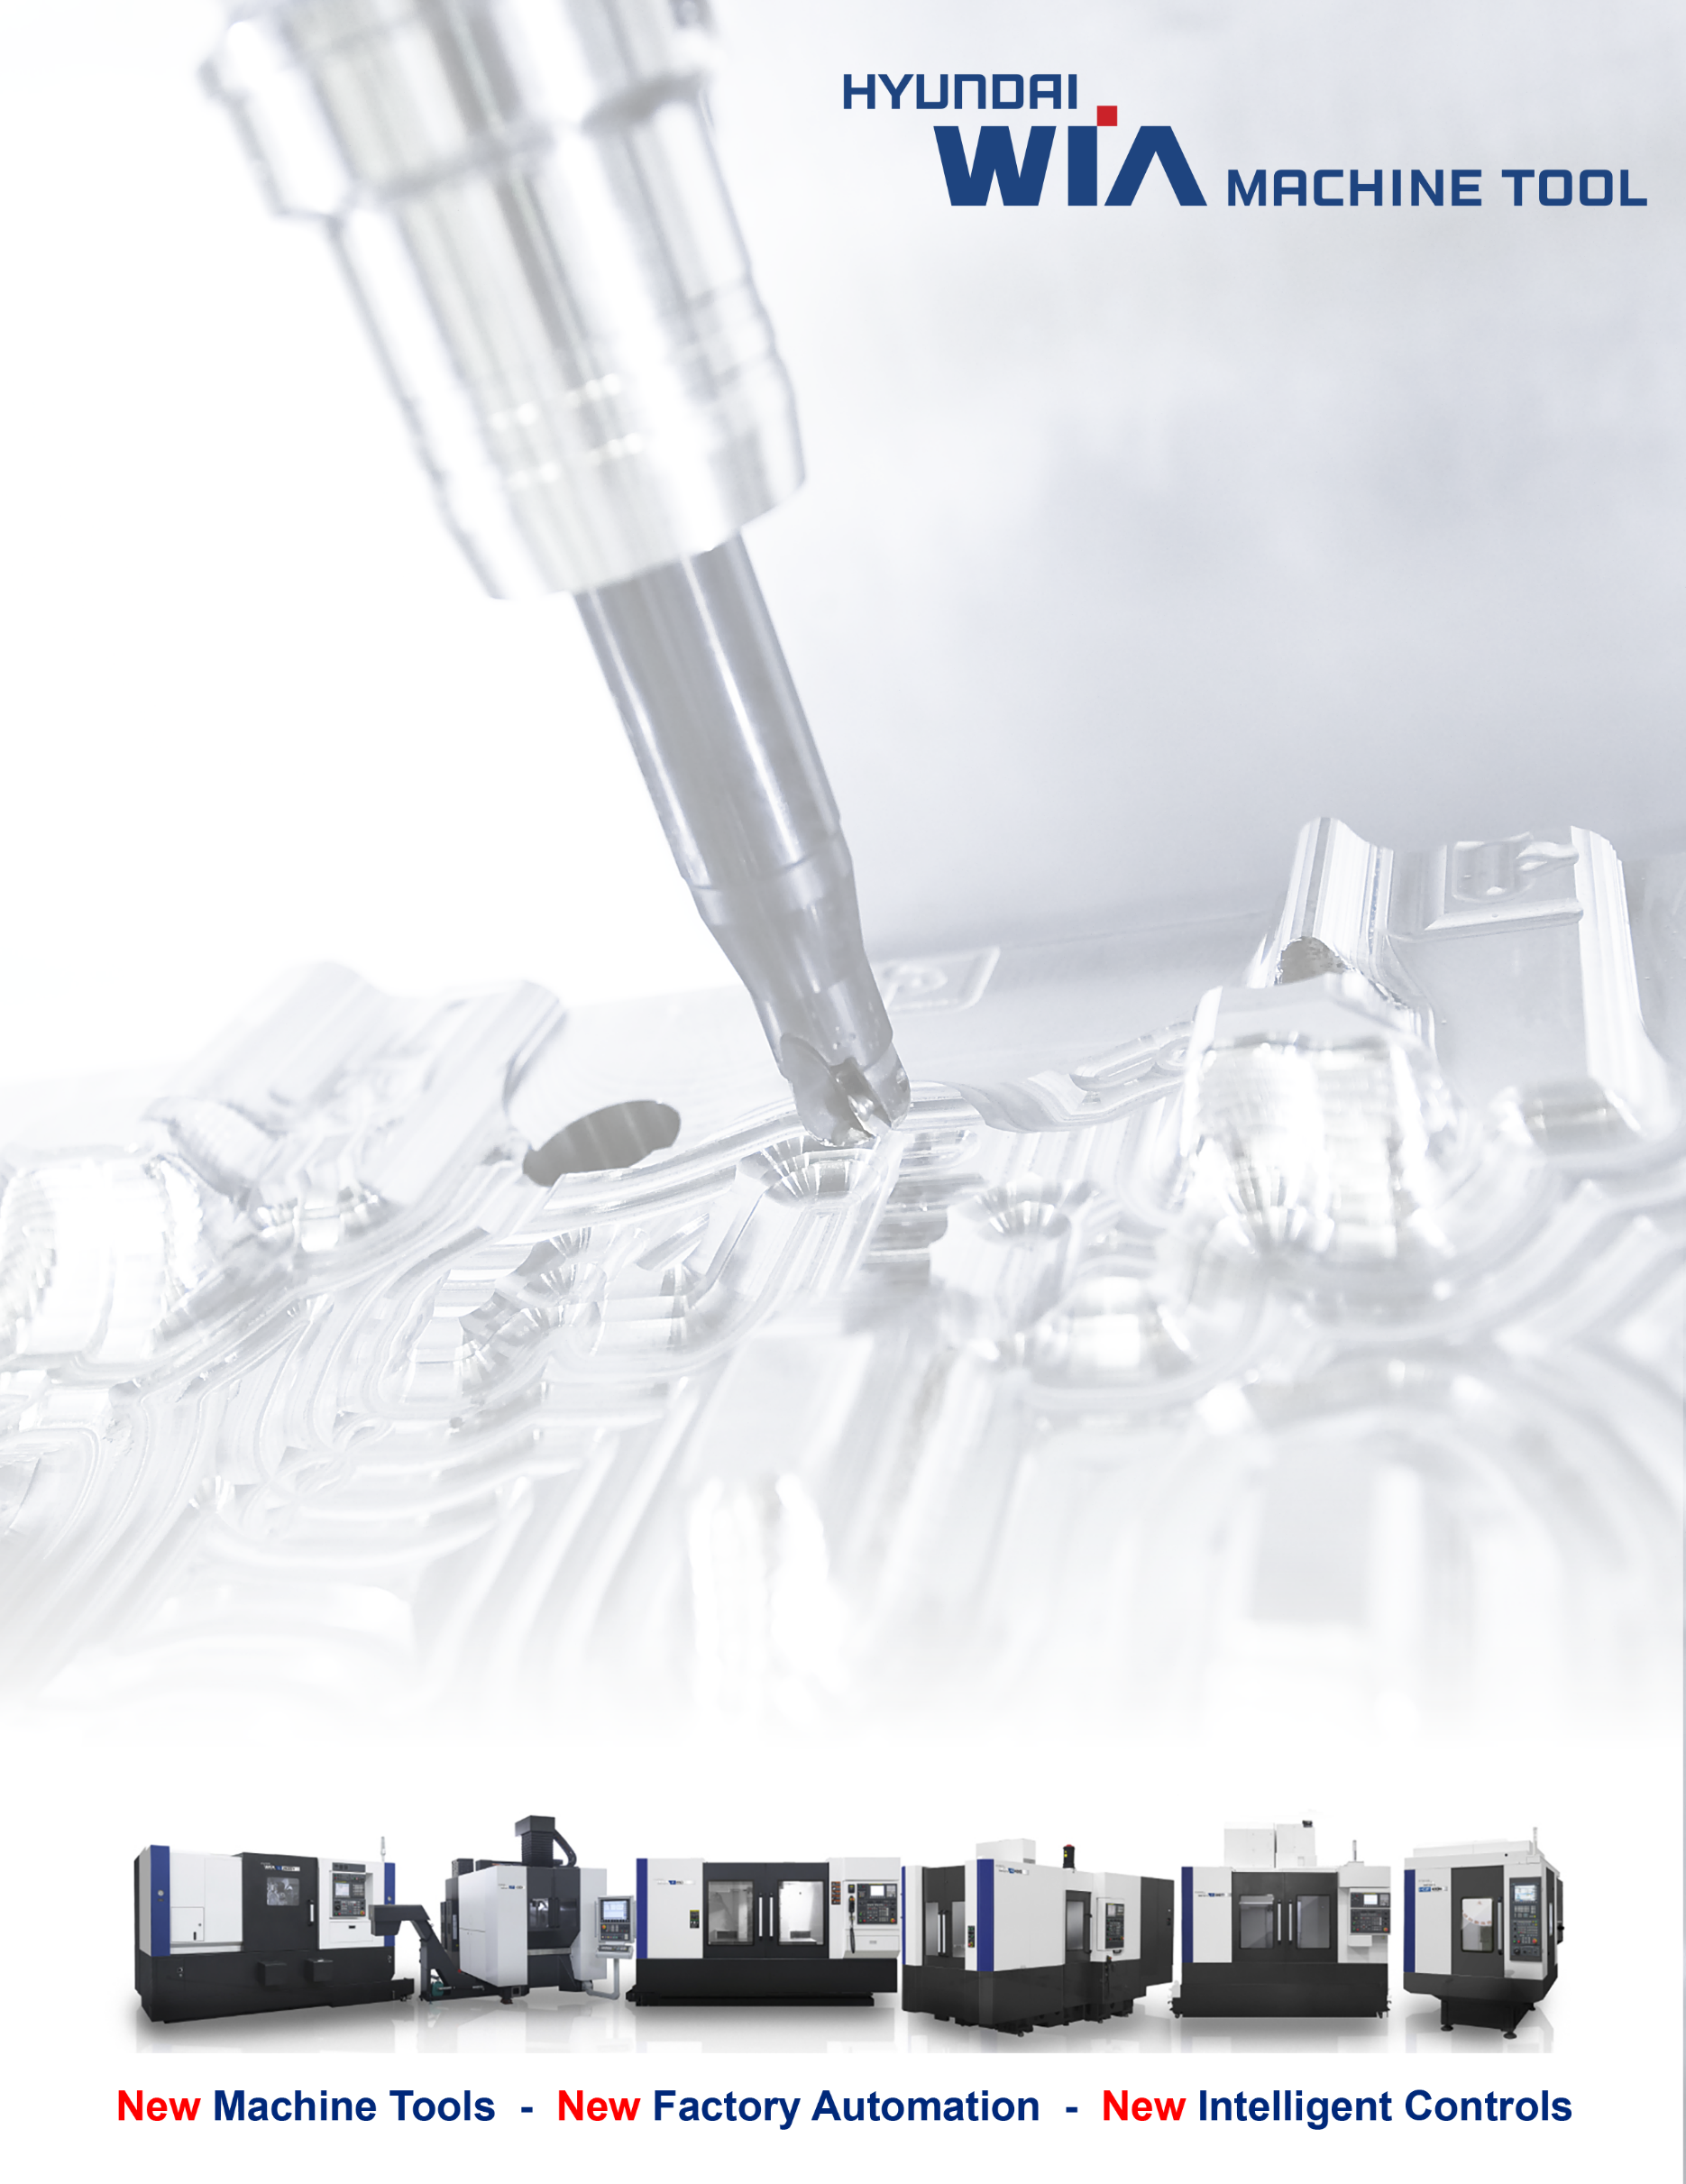 HYUNDAI
WIA MACHINE TOOL
New Machine Tools - New Factory Automation - New Intelligent Controls